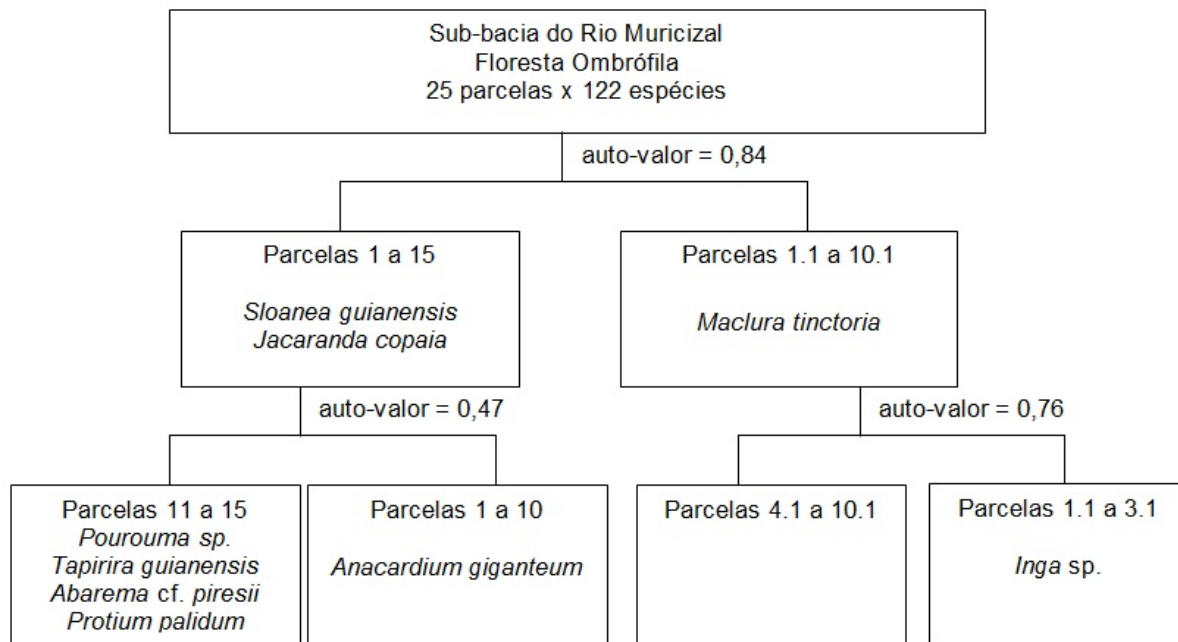 Sub-bacia do Rio Muricizal
Floresta Ombrófila
25 parcelas x 122 espécies
auto-valor = 0,84
Parcelas 1 a 15
Sloanea guianensis
Jacaranda copaia
Parcelas 1.1 a 10.1
Maclura tinctoria
auto-valor = 0,47
auto-valor = 0,76
Parcelas 11 a 15
Pourouma sp.
Tapirira guianensis
Abarema cf. piresii
Protium palidum
Parcelas 1 a 10
Anacardium giganteum
Parcelas 4.1 a 10.1
Parcelas 1.1 a 3.1
Inga sp.